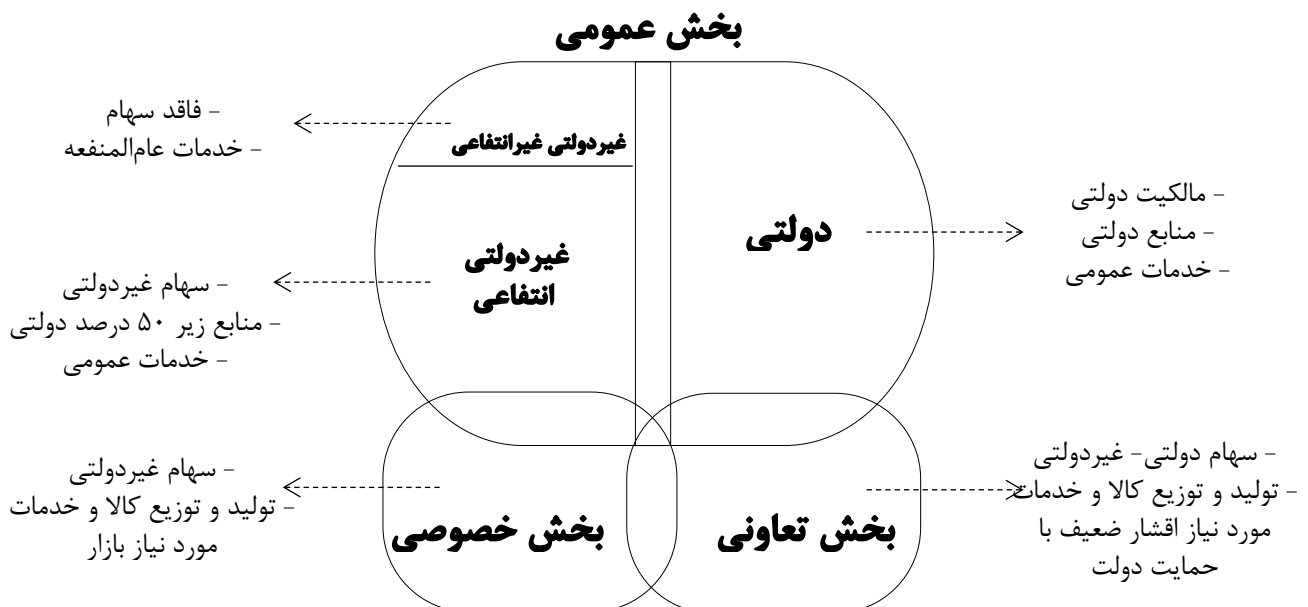 بخش عمومی
- فاقد سهام
- خدمات عام‌المنفعه
غیردولتی غیرانتفاعی
- مالکیت دولتی
- منابع دولتی
- خدمات عمومی
دولتی
غیردولتی
انتفاعی
- سهام غیردولتی
- منابع زیر ۵۰ درصد دولتی
- خدمات عمومی
- سهام دولتی- غیردولتی
- تولید و توزیع کالا و خدمات
مورد نیاز اقشار ضعیف با
حمایت دولت
بخش تعاونی
بخش خصوصی
- سهام غیردولتی
- تولید و توزیع کالا و خدمات
مورد نیاز بازار